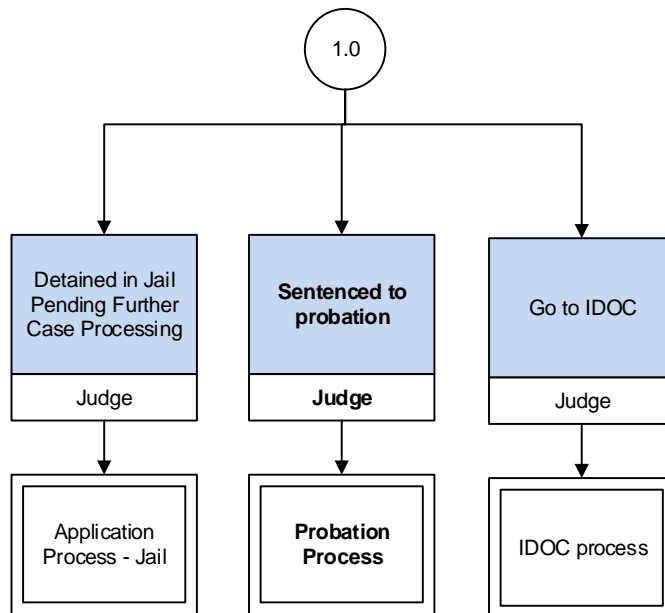 1.0
Detained in Jail
Pending Further
Case Processing
Judge
Sentenced to
probation
Judge
Go to IDOC
Judge
Application
Process - Jail
Probation
Process
IDOC process